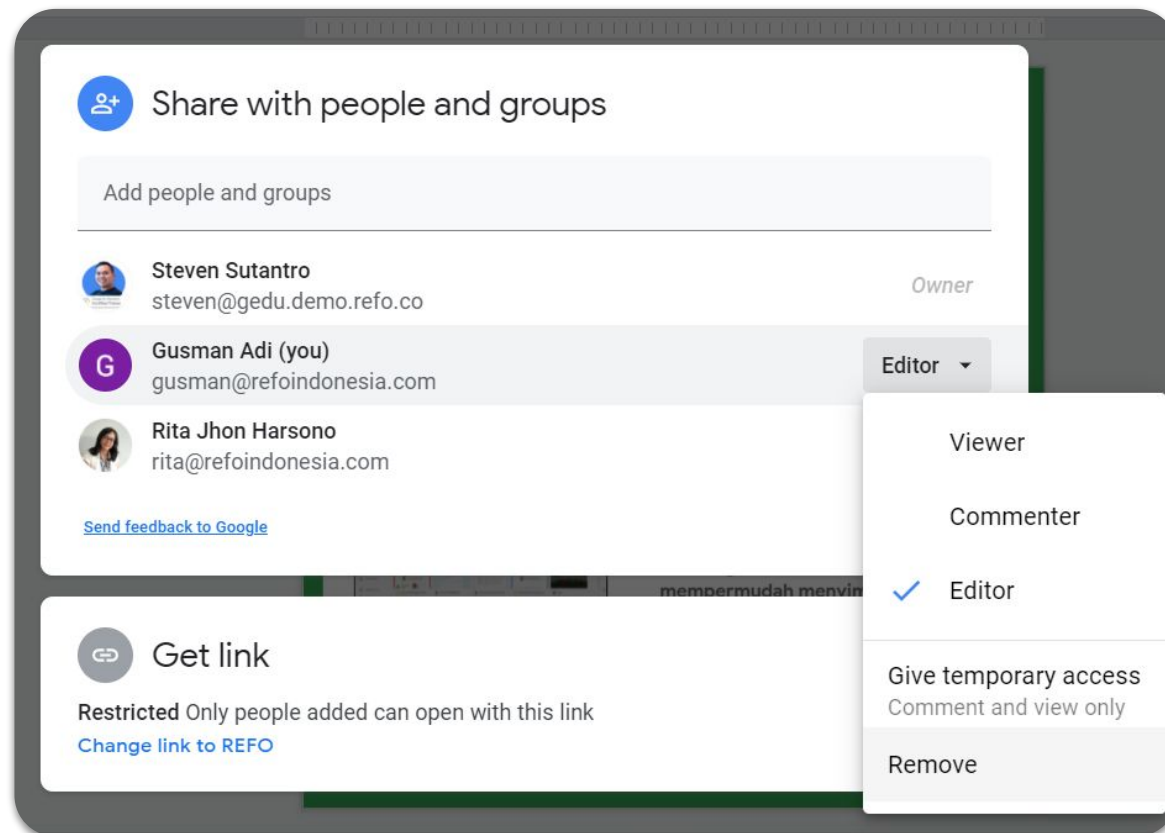 Share with people and groups
Add people and groups
Steven Sutantro
steven@gedu.demo.refo.co
Owner
G
Gusman Adi (you)
gusman@refoindonesia.com
Editor
Rita Jhon Harsono
rita@refoindonesia.com
Viewer
Commenter
Editor
Send feedback to Google
mempermudah
Get link
Restricted Only people added can open with this link
Change link to REFO
Give temporary access
Comment and view only
Remove